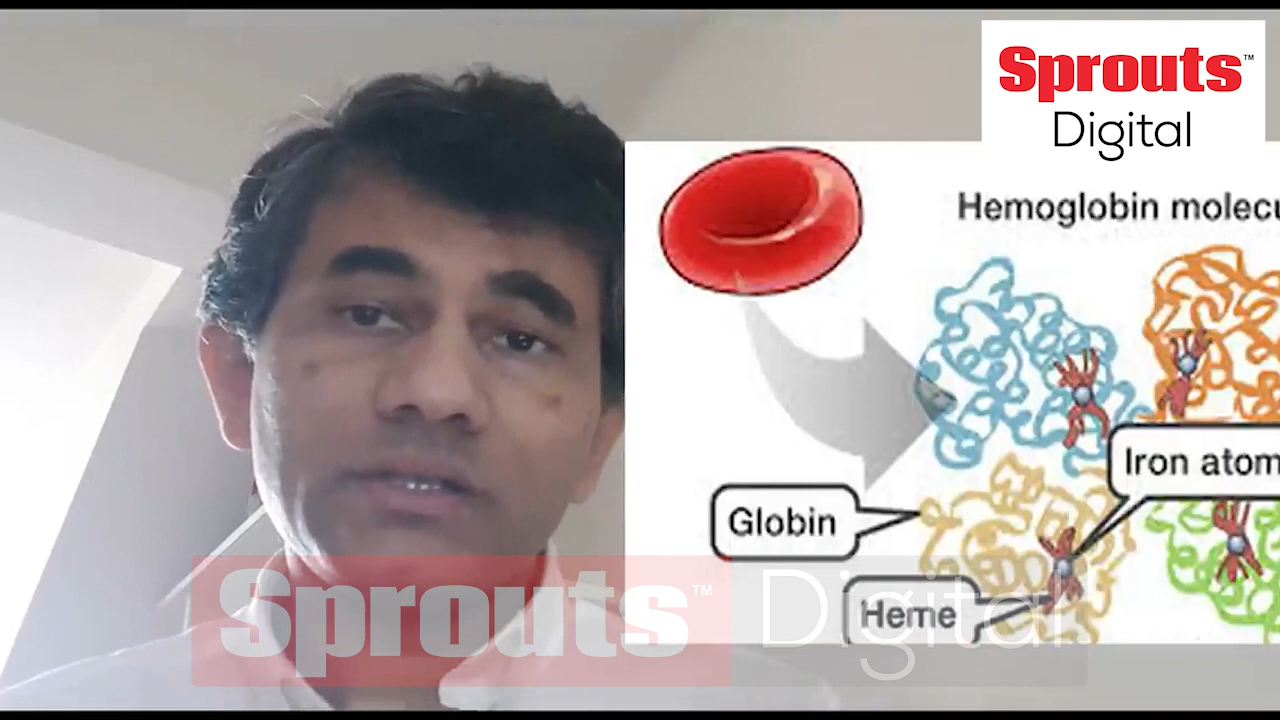 Sprouts™
Digital
Hemoglobin molecu
Iron atom
Globin
Heme
Sprouts™ Digital